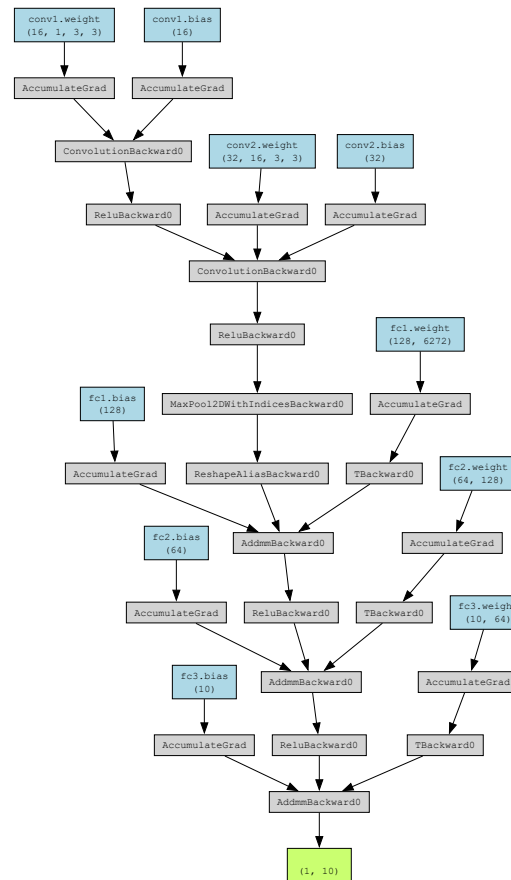 conv1.weight
(16, 1, 3, 3)
conv1.bias
(16)
AccumulateGrad
AccumulateGrad
ConvolutionBackward0
conv2.weight
(32, 16, 3, 3)
conv2.bias
(32)
ReluBackward0
AccumulateGrad
AccumulateGrad
ConvolutionBackward0
ReluBackward0
fc1.weight
(128, 6272)
fc1.bias
(128)
MaxPool2DWithIndicesBackward0
AccumulateGrad
AccumulateGrad
ReshapeAliasBackward0
TBackward0
fc2.weight
(64, 128)
fc2.bias
(64)
AddmmBackward0
AccumulateGrad
AccumulateGrad
ReluBackward0
TBackward0
fc3.weigh
(10, 64)
fc3.bias
(10)
AddmmBackward0
AccumulateGrad
AccumulateGrad
ReluBackward0
TBackward0
AddmmBackward0
(1, 10)